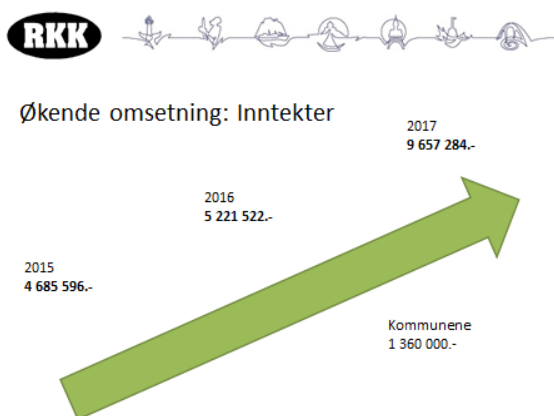 RKK
Økende omsetning: Inntekter
2017
9 657 284.-
2016
5 221 522.-
2015
4 685 596.-
Kommunene
1 360 000.-